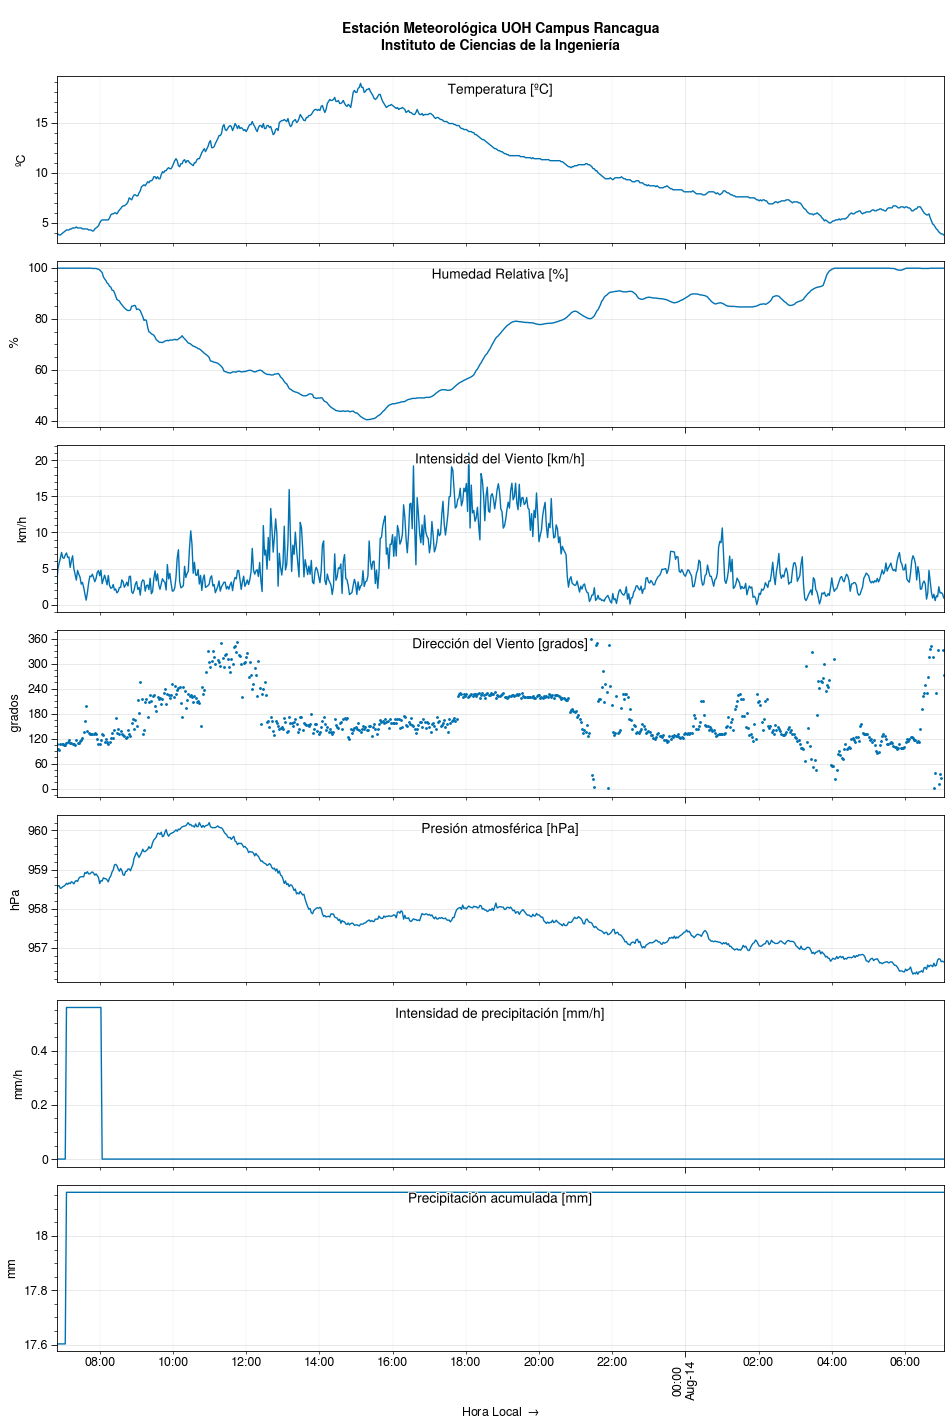 Estación Meteorológica UOH Campus Rancagua
Instituto de Ciencias de la Ingeniería
Temperatura [ºC]
ºC
15
10
5
Humedad Relativa [%]
%
100
80
60
40
Intensidad del Viento [km/h]
km/h
20
15
10
5
0
Dirección del Viento [grados]
grados
360
300
240
180
120
60
0
Presión atmosférica [hPa]
hPa
960
959
958
957
Intensidad de precipitación [mm/h]
mm/h
0.4
0.2
0
Precipitación acumulada [mm]
mm
18
17.8
17.6
08:00 10:00 12:00 14:00 16:00 18:00 20:00 22:00 00:00 02:00 04:00 06:00
Aug-14
Hora Local →